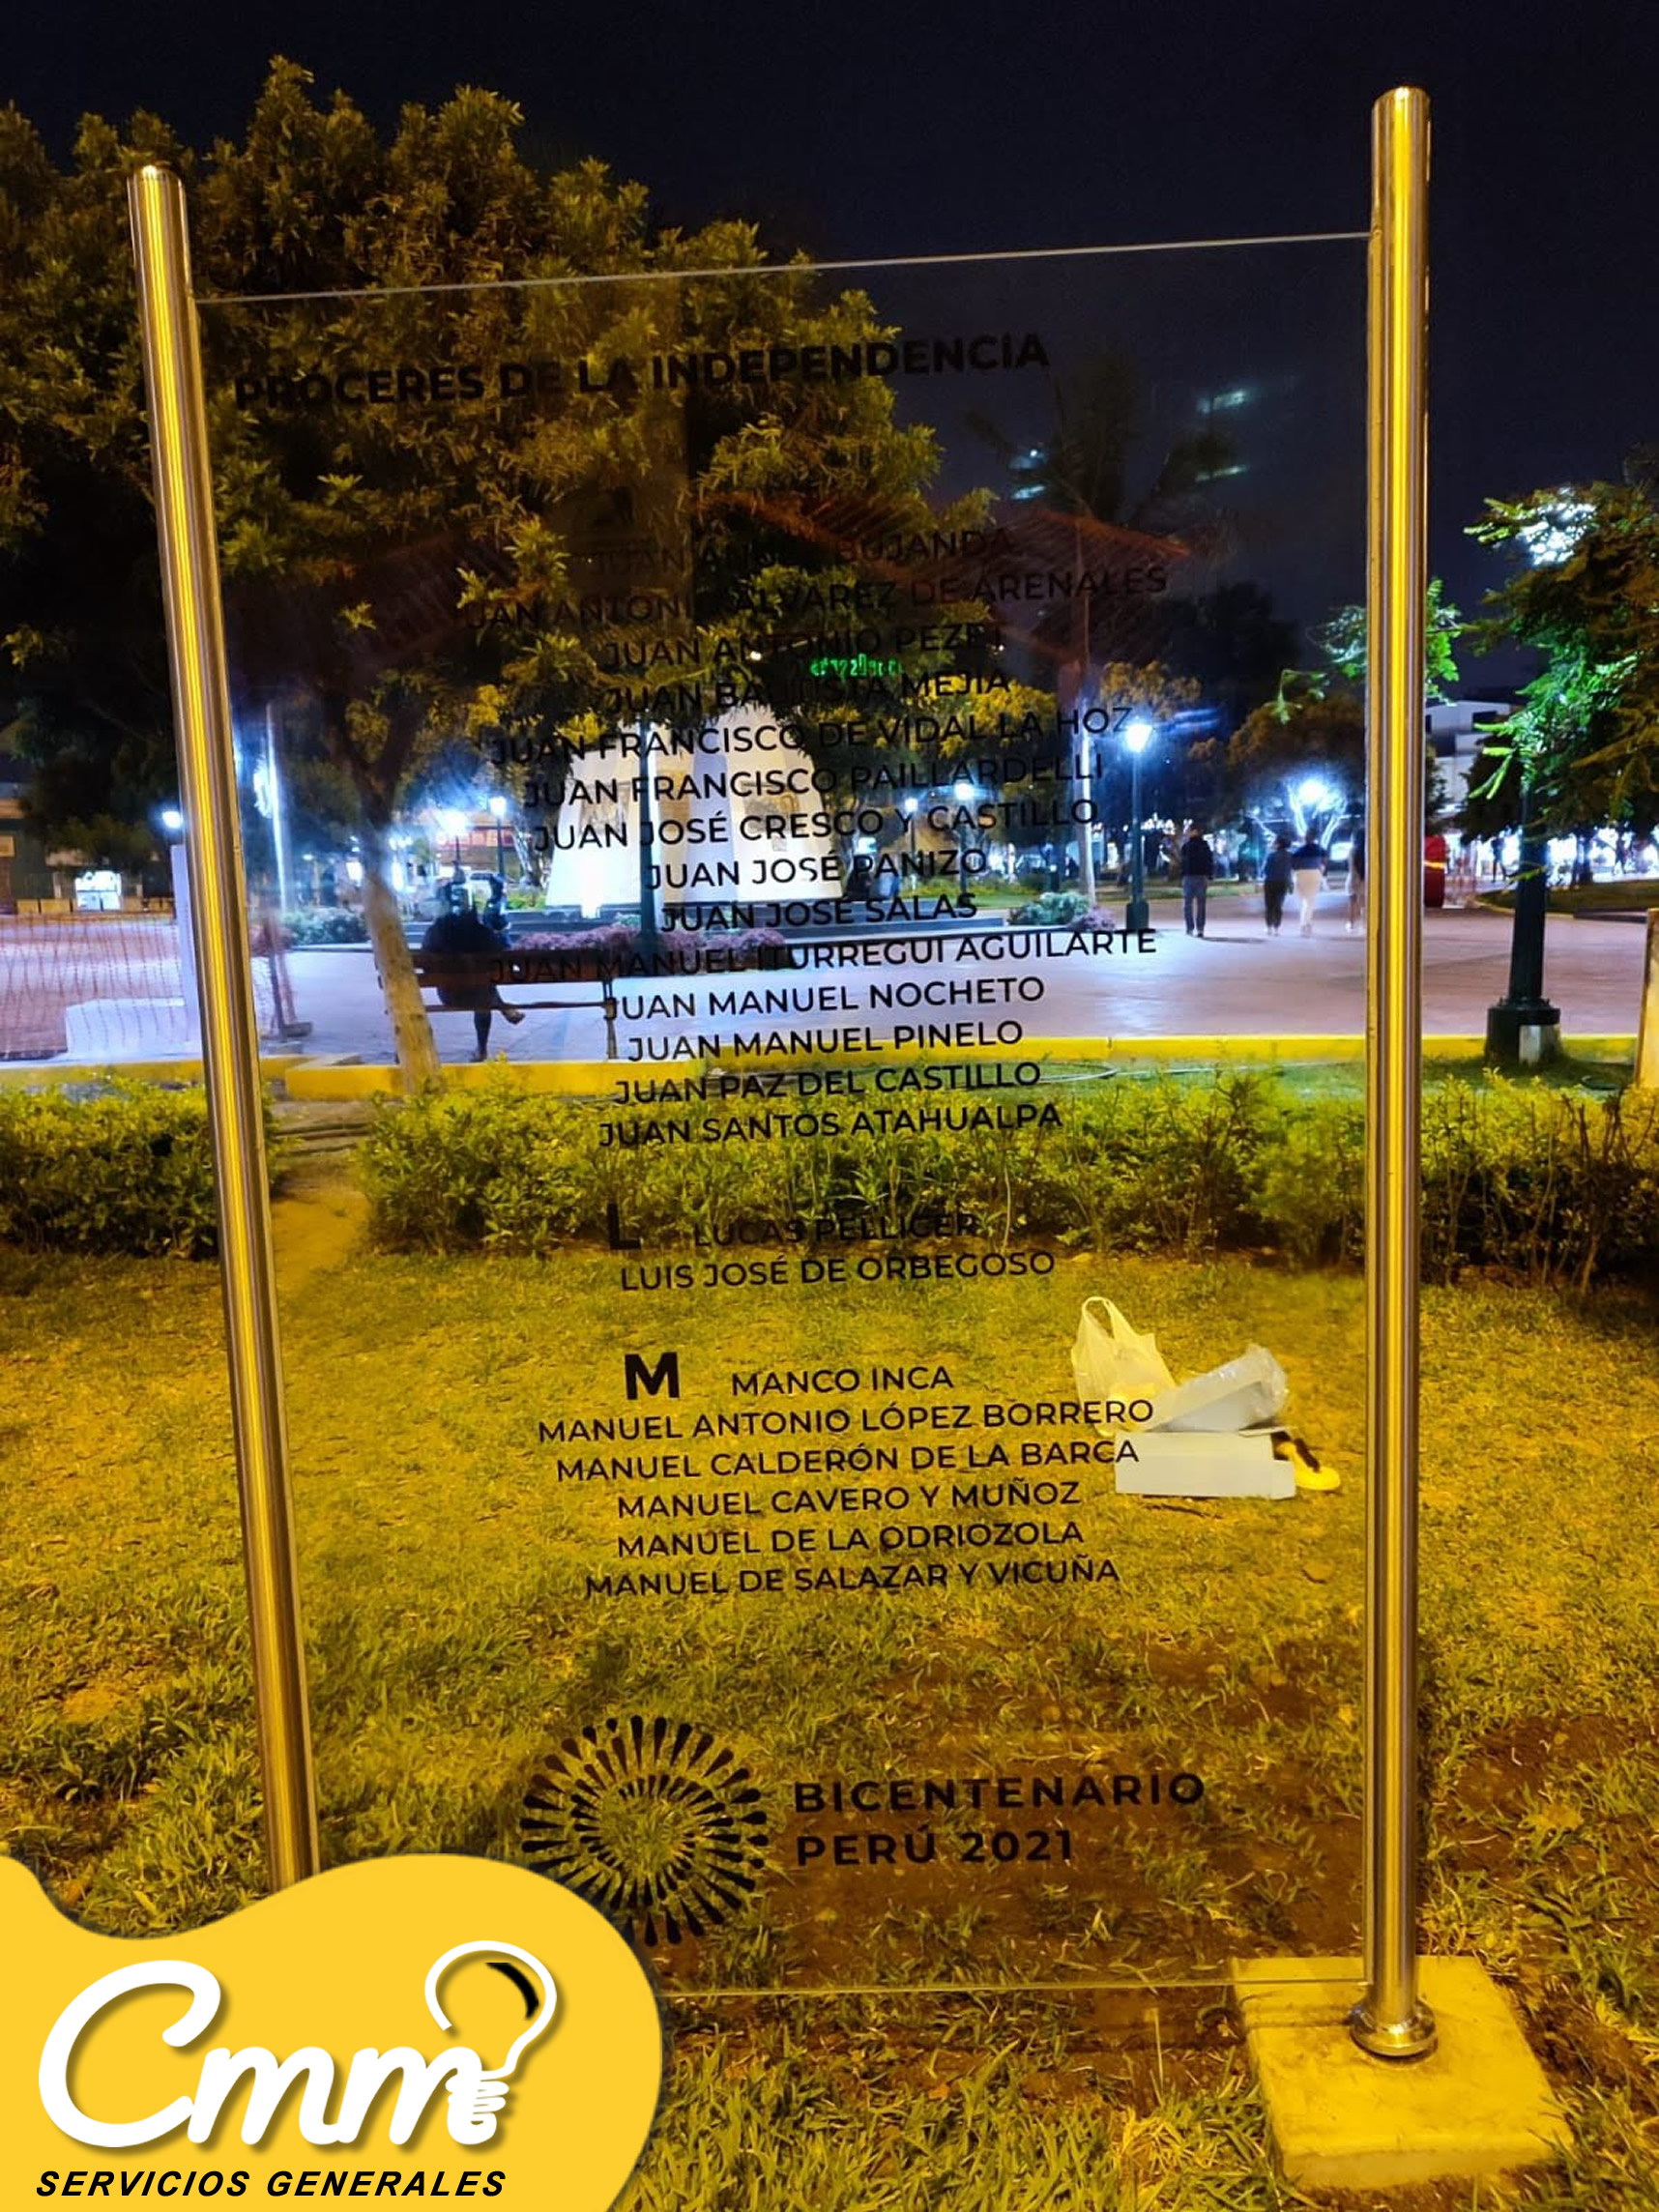 PRÓCERES DE LA INDEPENDENCIA
JUAN BUJANDA
JUAN ANTONIO ÁLVAREZ DE ARENALES
JUAN ANTONIO PEZET
JUAN BAUTISTA MEJÍA
JUAN FRANCISCO DE VIDAL LA HOZ
JUAN FRANCISCO PAILLARDELLI
JUAN JOSÉ CRESCO Y CASTILLO
JUAN JOSÉ PANIZO
JUAN JOSÉ SALAS
JUAN MANUEL ITURREGUI AGUILARTE
JUAN MANUEL NOCHETO
JUAN MANUEL PINELO
JUAN PAZ DEL CASTILLO
JUAN SANTOS ATAHUALPA
L LUCAS PELLICER
LUIS JOSÉ DE ORBEGOSO
M MANCO INCA
MANUEL ANTONIO LÓPEZ BORRERO
MANUEL CALDERÓN DE LA BARCA
MANUEL CAVERO Y MUÑOZ
MANUEL DE LA ODRIOZOLA
MANUEL DE SALAZAR Y VICUÑA
BICENTENARIO
PERÚ 2021
Cmm
SERVICIOS GENERALES